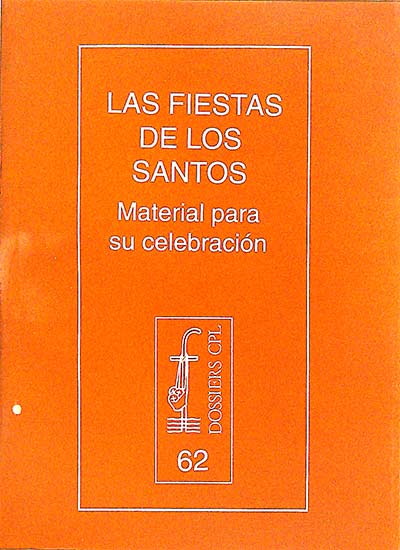 LAS FIESTAS
DE LOS
SANTOS
Material para
su celebración
DOSSIERS CPL
62